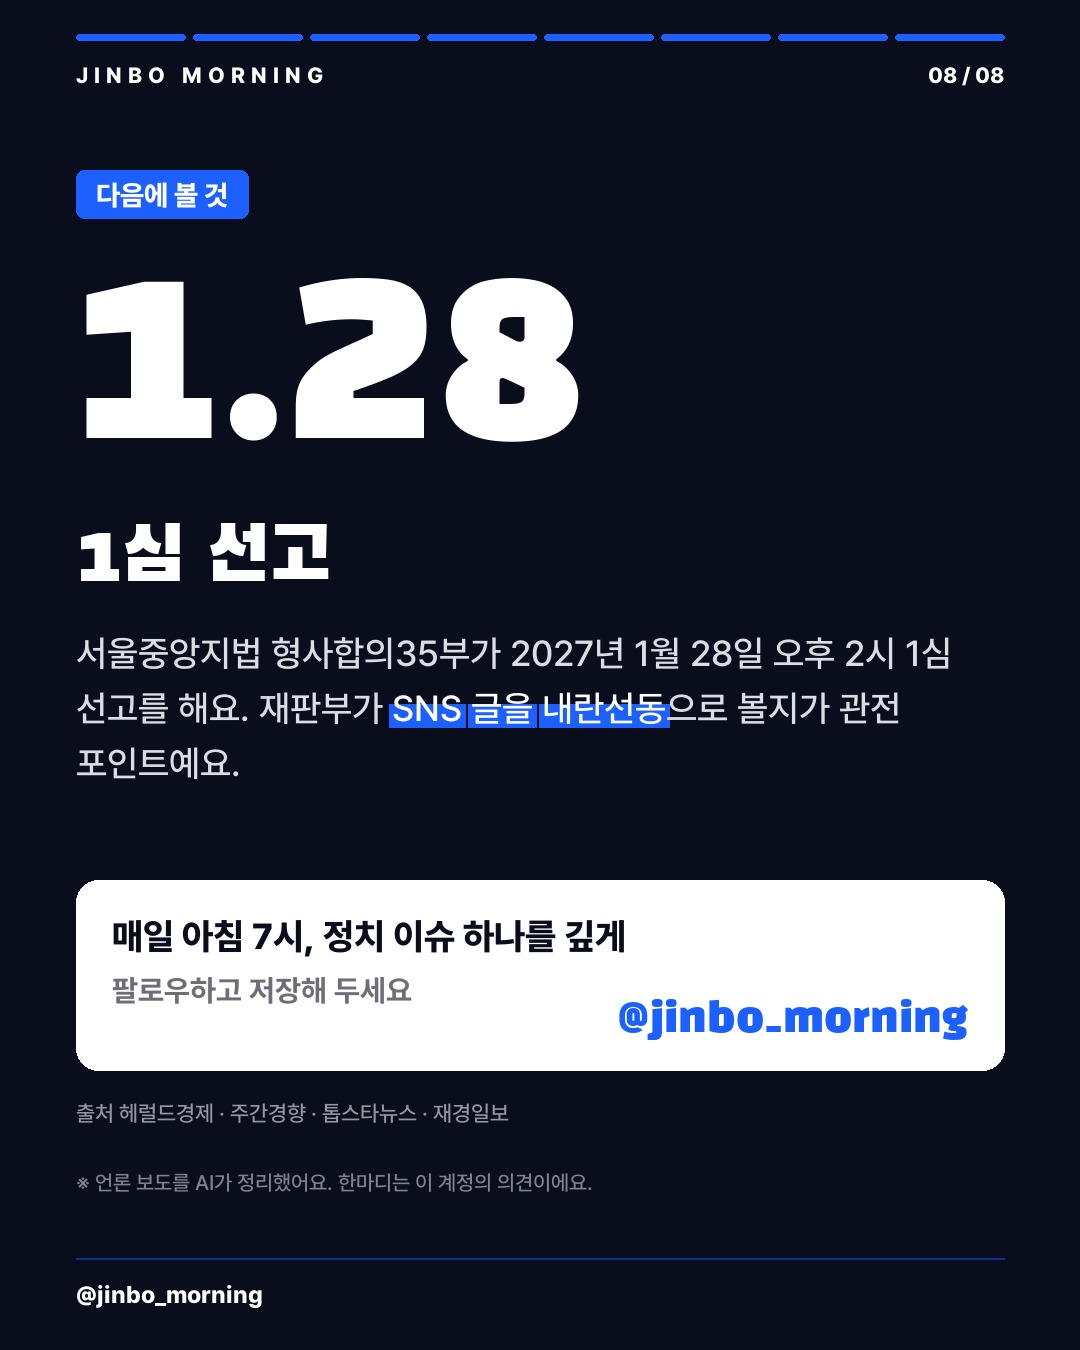 JINBO MORNING
08 / 08
다음에 볼 것
1.28
1심 선고
서울중앙지법 형사합의35부가 2027년 1월 28일 오후 2시 1심
선고를 해요. 재판부가 SNS 글을 내란선동으로 볼지가 관전
포인트예요.
매일 아침 7시, 정치 이슈 하나를 깊게
팔로우하고 저장해 두세요
@jinbo_morning
출처 헤럴드경제 · 주간경향 · 톱스타뉴스 · 재경일보
※ 언론 보도를 AI가 정리했어요. 한마디는 이 계정의 의견이에요.
@jinbo_morning